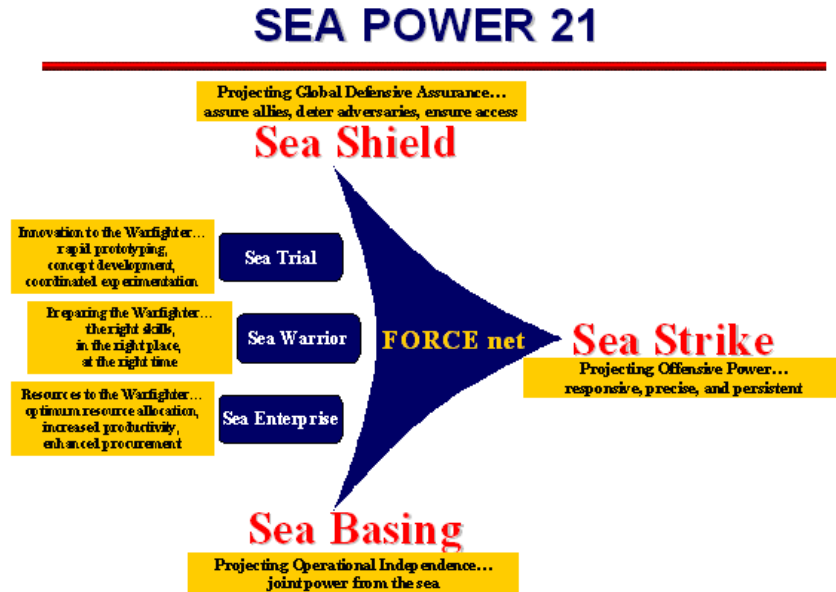 SEA POWER 21
Projecting Global Defensive Assurance...
assure allies, deter adversaries, ensure access
Sea Shield
Innovation to the Warfighter...
rapid prototyping,
concept development,
coordinated experimentation
Sea Trial
Preparing the Warfighter...
the right skills,
in the right place,
at the right time
Sea Warrior
FORCE net
Sea Strike
Projecting Offensive Power...
responsive, precise, and persistent
Resources to the Warfighter...
optimum resource allocation,
increased productivity,
enhanced procurement
Sea Enterprise
Sea Basing
Projecting Operational Independence...
joint power from the sea